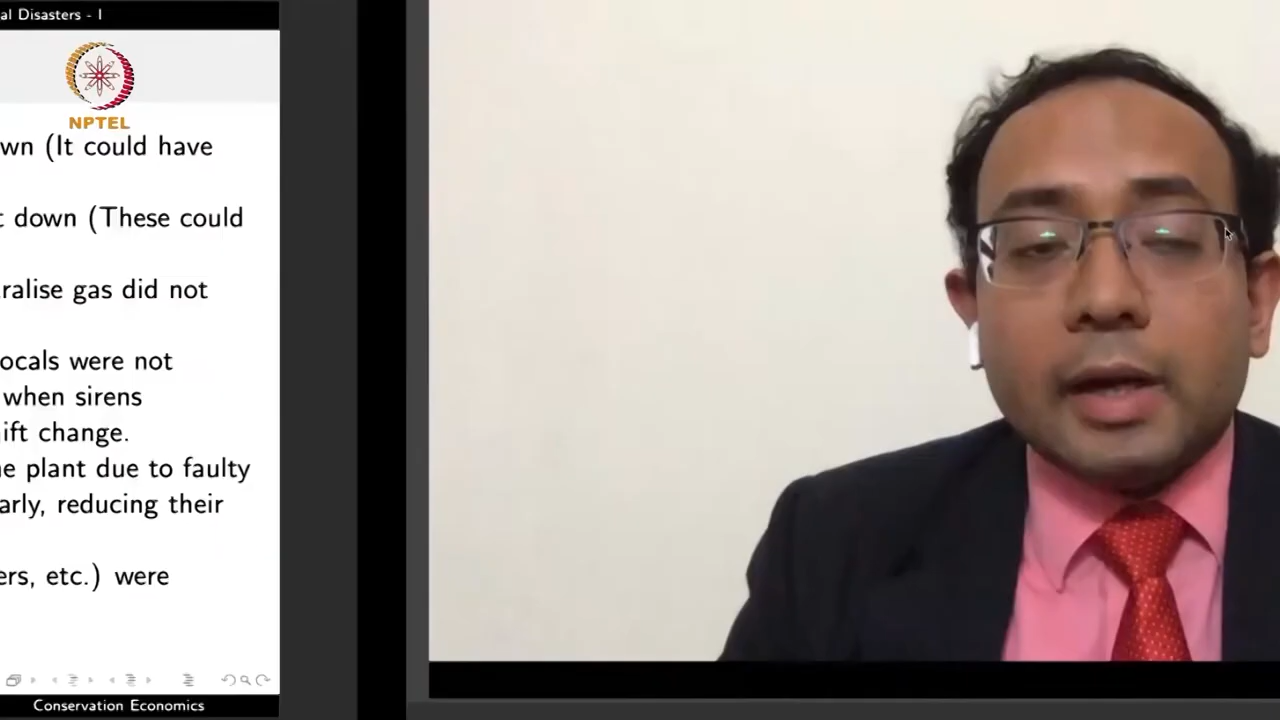 al Disasters - I
NPTEL
wn (It could have
t down (These could
ralise gas did not
ocals were not
when sirens
ift change.
e plant due to faulty
arly, reducing their
ers, etc.) were
Conservation Economics